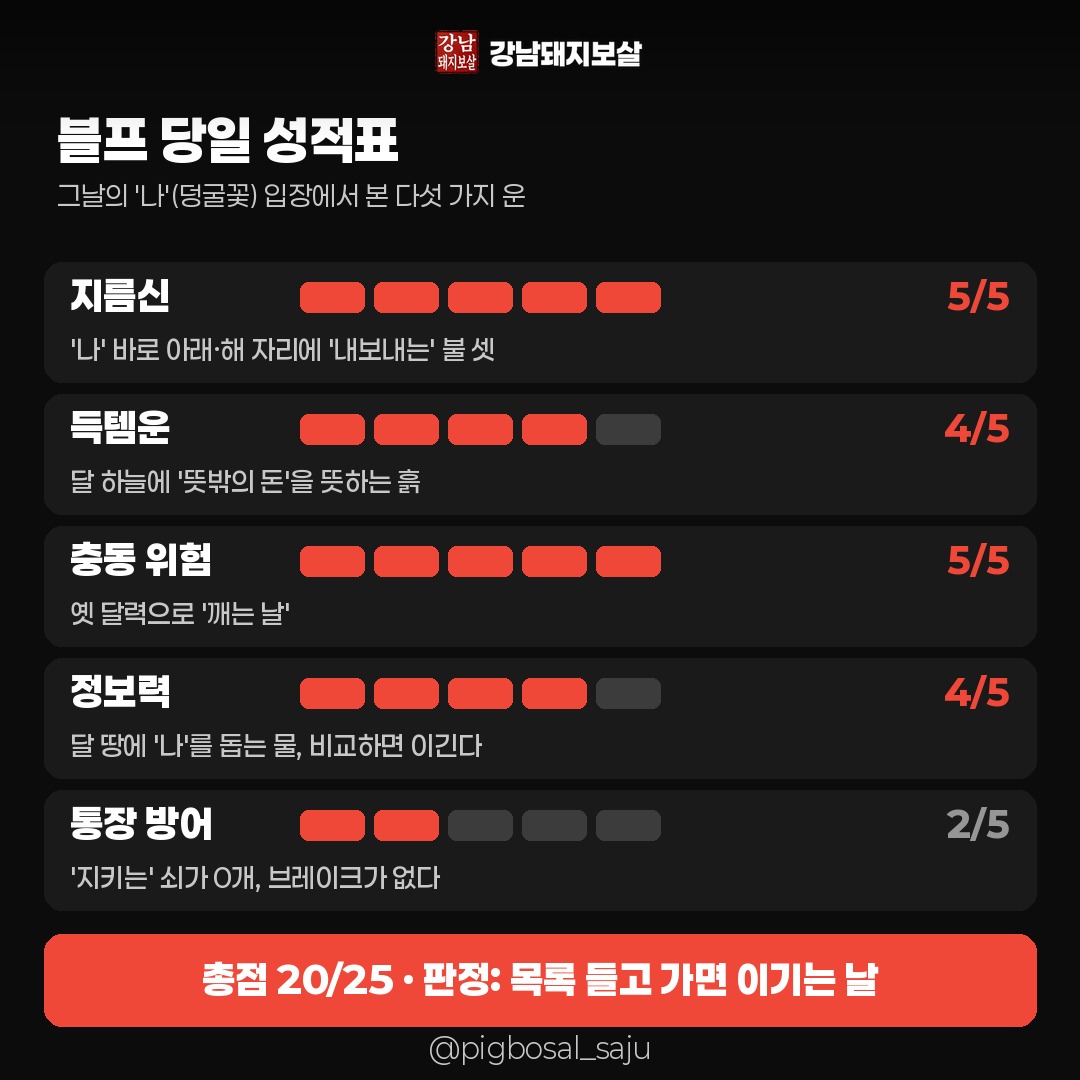 강남
돼지보살
강남돼지보살
블프 당일 성적표
그날의 '나'(덩굴꽃) 입장에서 본 다섯 가지 운
지름신 5/5
'나' 바로 아래·해 자리에 '내보내는' 불 셋
득템운 4/5
달 하늘에 '뜻밖의 돈'을 뜻하는 흙
충동 위험 5/5
옛 달력으로 '깨는 날'
정보력 4/5
달 땅에 '나'를 돕는 물, 비교하면 이긴다
통장 방어 2/5
'지키는' 쇠가 0개, 브레이크가 없다
총점 20/25 · 판정: 목록 들고 가면 이기는 날
@pigbosal_saju